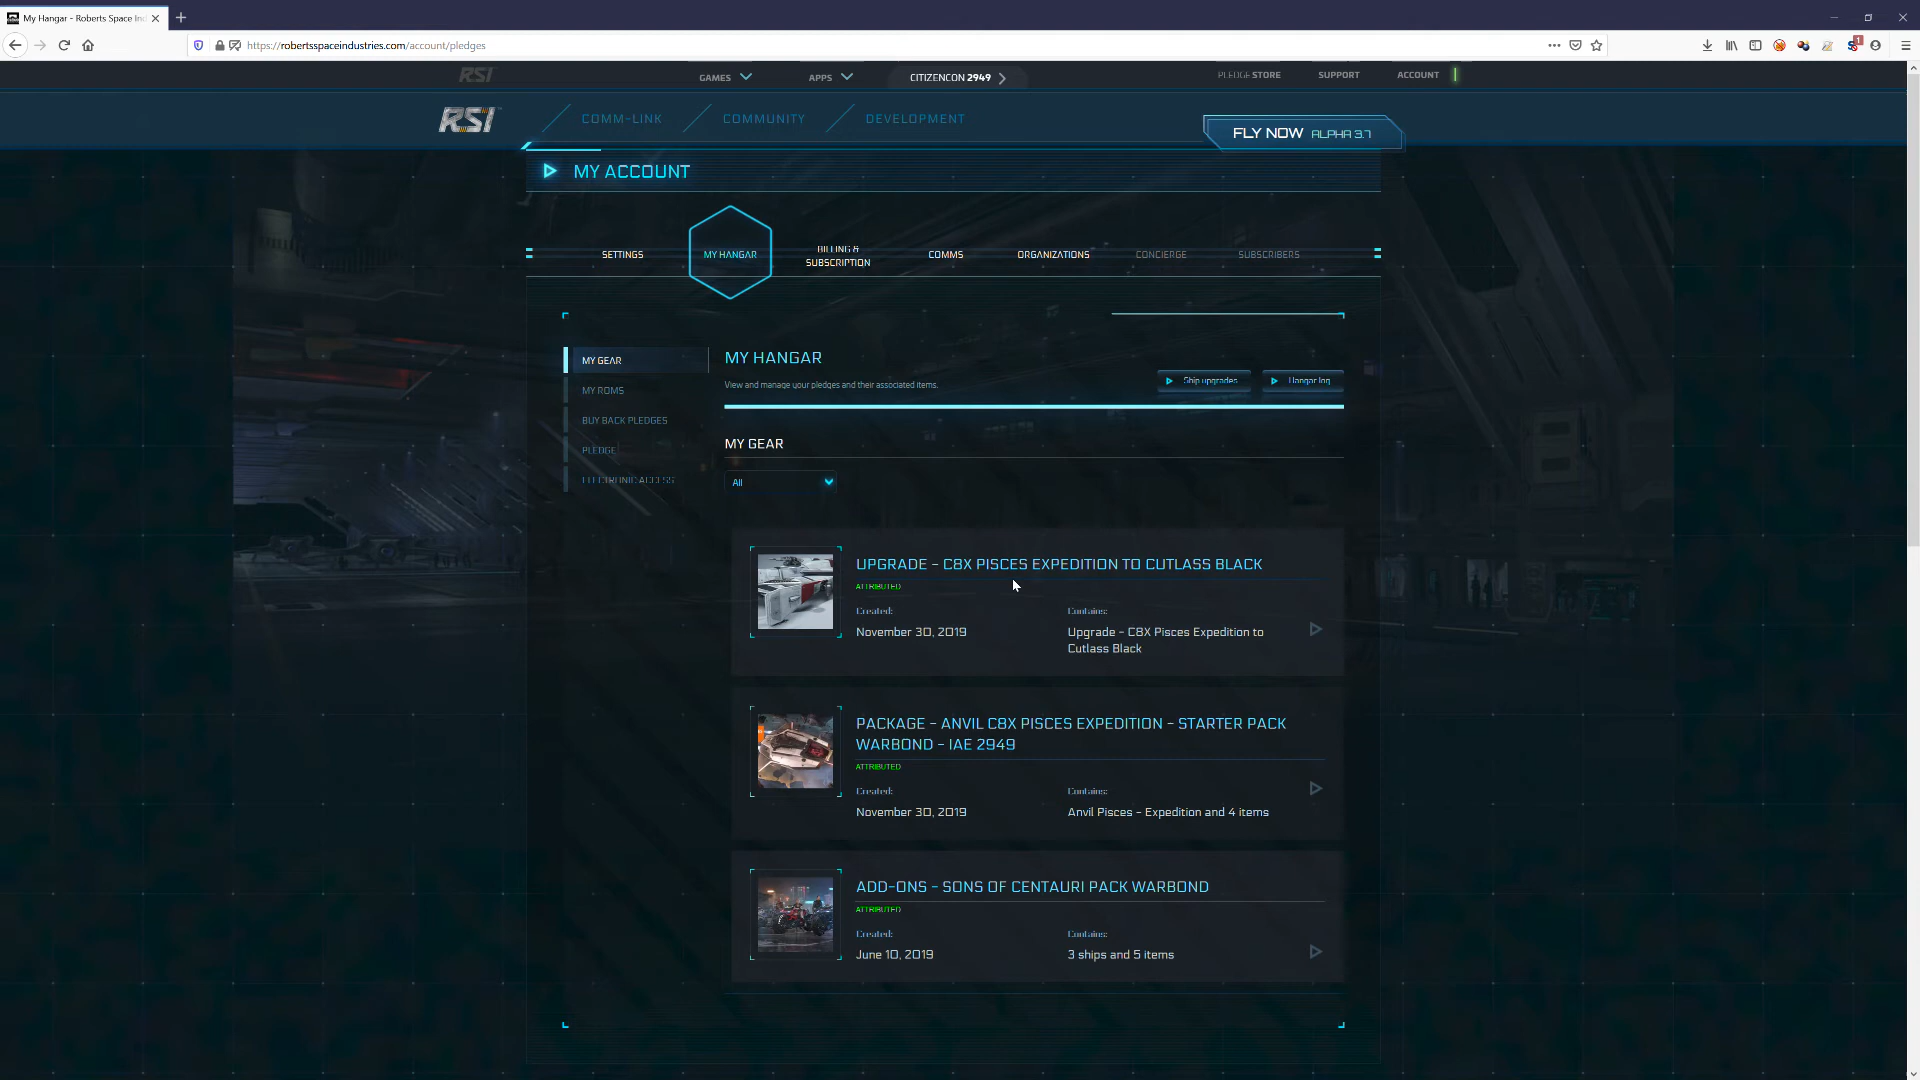 My Hangar - Roberts Space Ind
https://robertsspaceindustries.com/account/pledges
RSI
GAMES
APPS
CITIZENCON 2949
PLEDGE STORE
SUPPORT
ACCOUNT
RSI
COMM-LINK
COMMUNITY
DEVELOPMENT
FLY NOW ALPHA 3.7
MY ACCOUNT
SETTINGS
MY HANGAR
BILLING &
SUBSCRIPTION
COMMS
ORGANIZATIONS
CONCIERGE
SUBSCRIBERS
MY GEAR
MY ROMS
BUY BACK PLEDGES
PLEDGE
ELECTRONIC ACCESS
MY HANGAR
View and manage your pledges and their associated items.
Ship upgrades
Hangar log
MY GEAR
All
UPGRADE - C8X PISCES EXPEDITION TO CUTLASS BLACK
ATTRIBUTED
Created:
November 30, 2019
Contains:
Upgrade - C8X Pisces Expedition to
Cutlass Black
PACKAGE - ANVIL C8X PISCES EXPEDITION - STARTER PACK
WARBOND - IAE 2949
ATTRIBUTED
Created:
November 30, 2019
Contains:
Anvil Pisces - Expedition and 4 items
ADD-ONS - SONS OF CENTAURI PACK WARBOND
ATTRIBUTED
Created:
June 10, 2019
Contains:
3 ships and 5 items